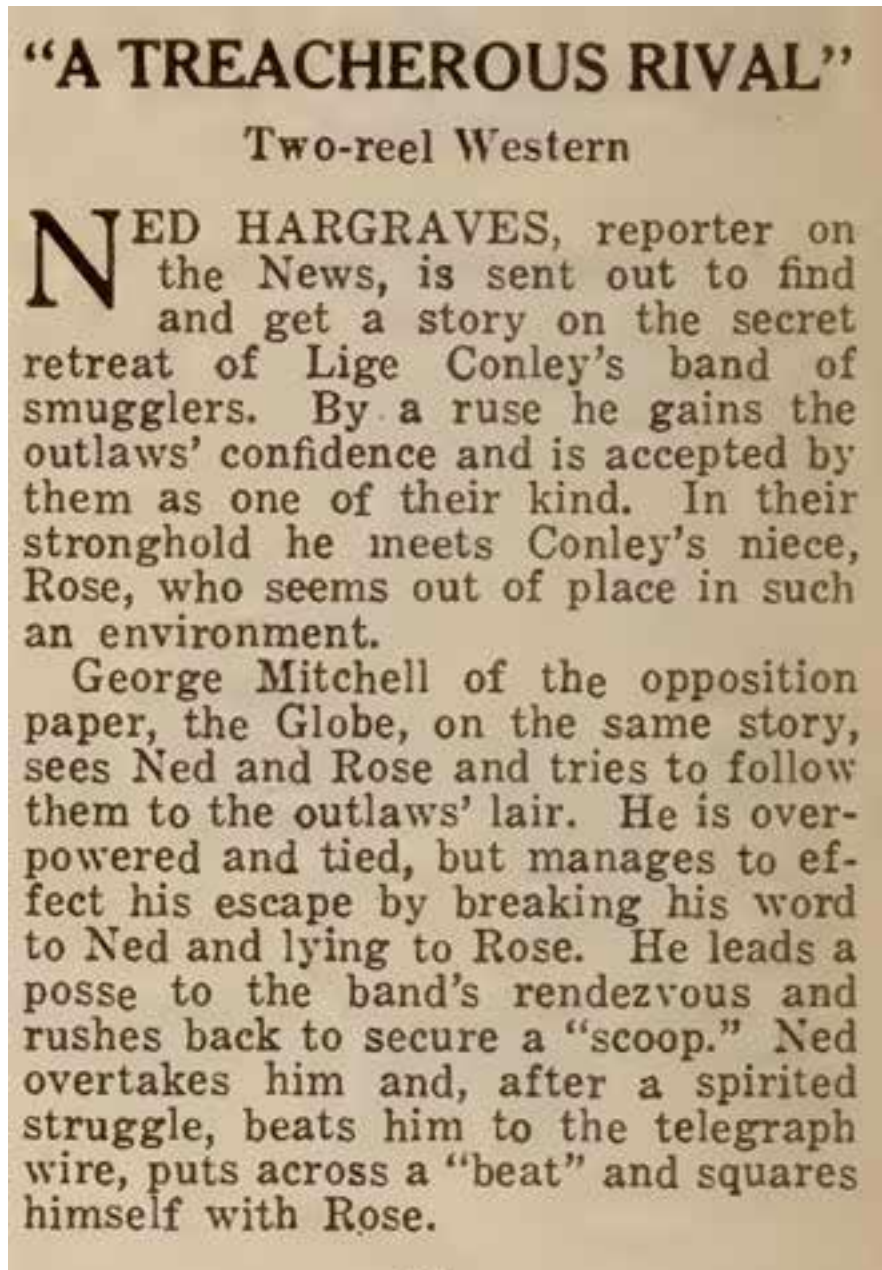 “A TREACHEROUS RIVAL”
Two-reel Western
NED HARGRAVES, reporter on
the News, is sent out to find
and get a story on the secret
retreat of Lige Conley’s band of
smugglers. By a ruse he gains the
outlaws’ confidence and is accepted by
them as one of their kind. In their
stronghold he meets Conley’s niece,
Rose, who seems out of place in such
an environment.
George Mitchell of the opposition
paper, the Globe, on the same story,
sees Ned and Rose and tries to follow
them to the outlaws’ lair. He is over-
powered and tied, but manages to ef-
fect his escape by breaking his word
to Ned and lying to Rose. He leads a
posse to the band’s rendezvous and
rushes back to secure a “scoop.” Ned
overtakes him and, after a spirited
struggle, beats him to the telegraph
wire, puts across a “beat” and squares
himself with Rose.